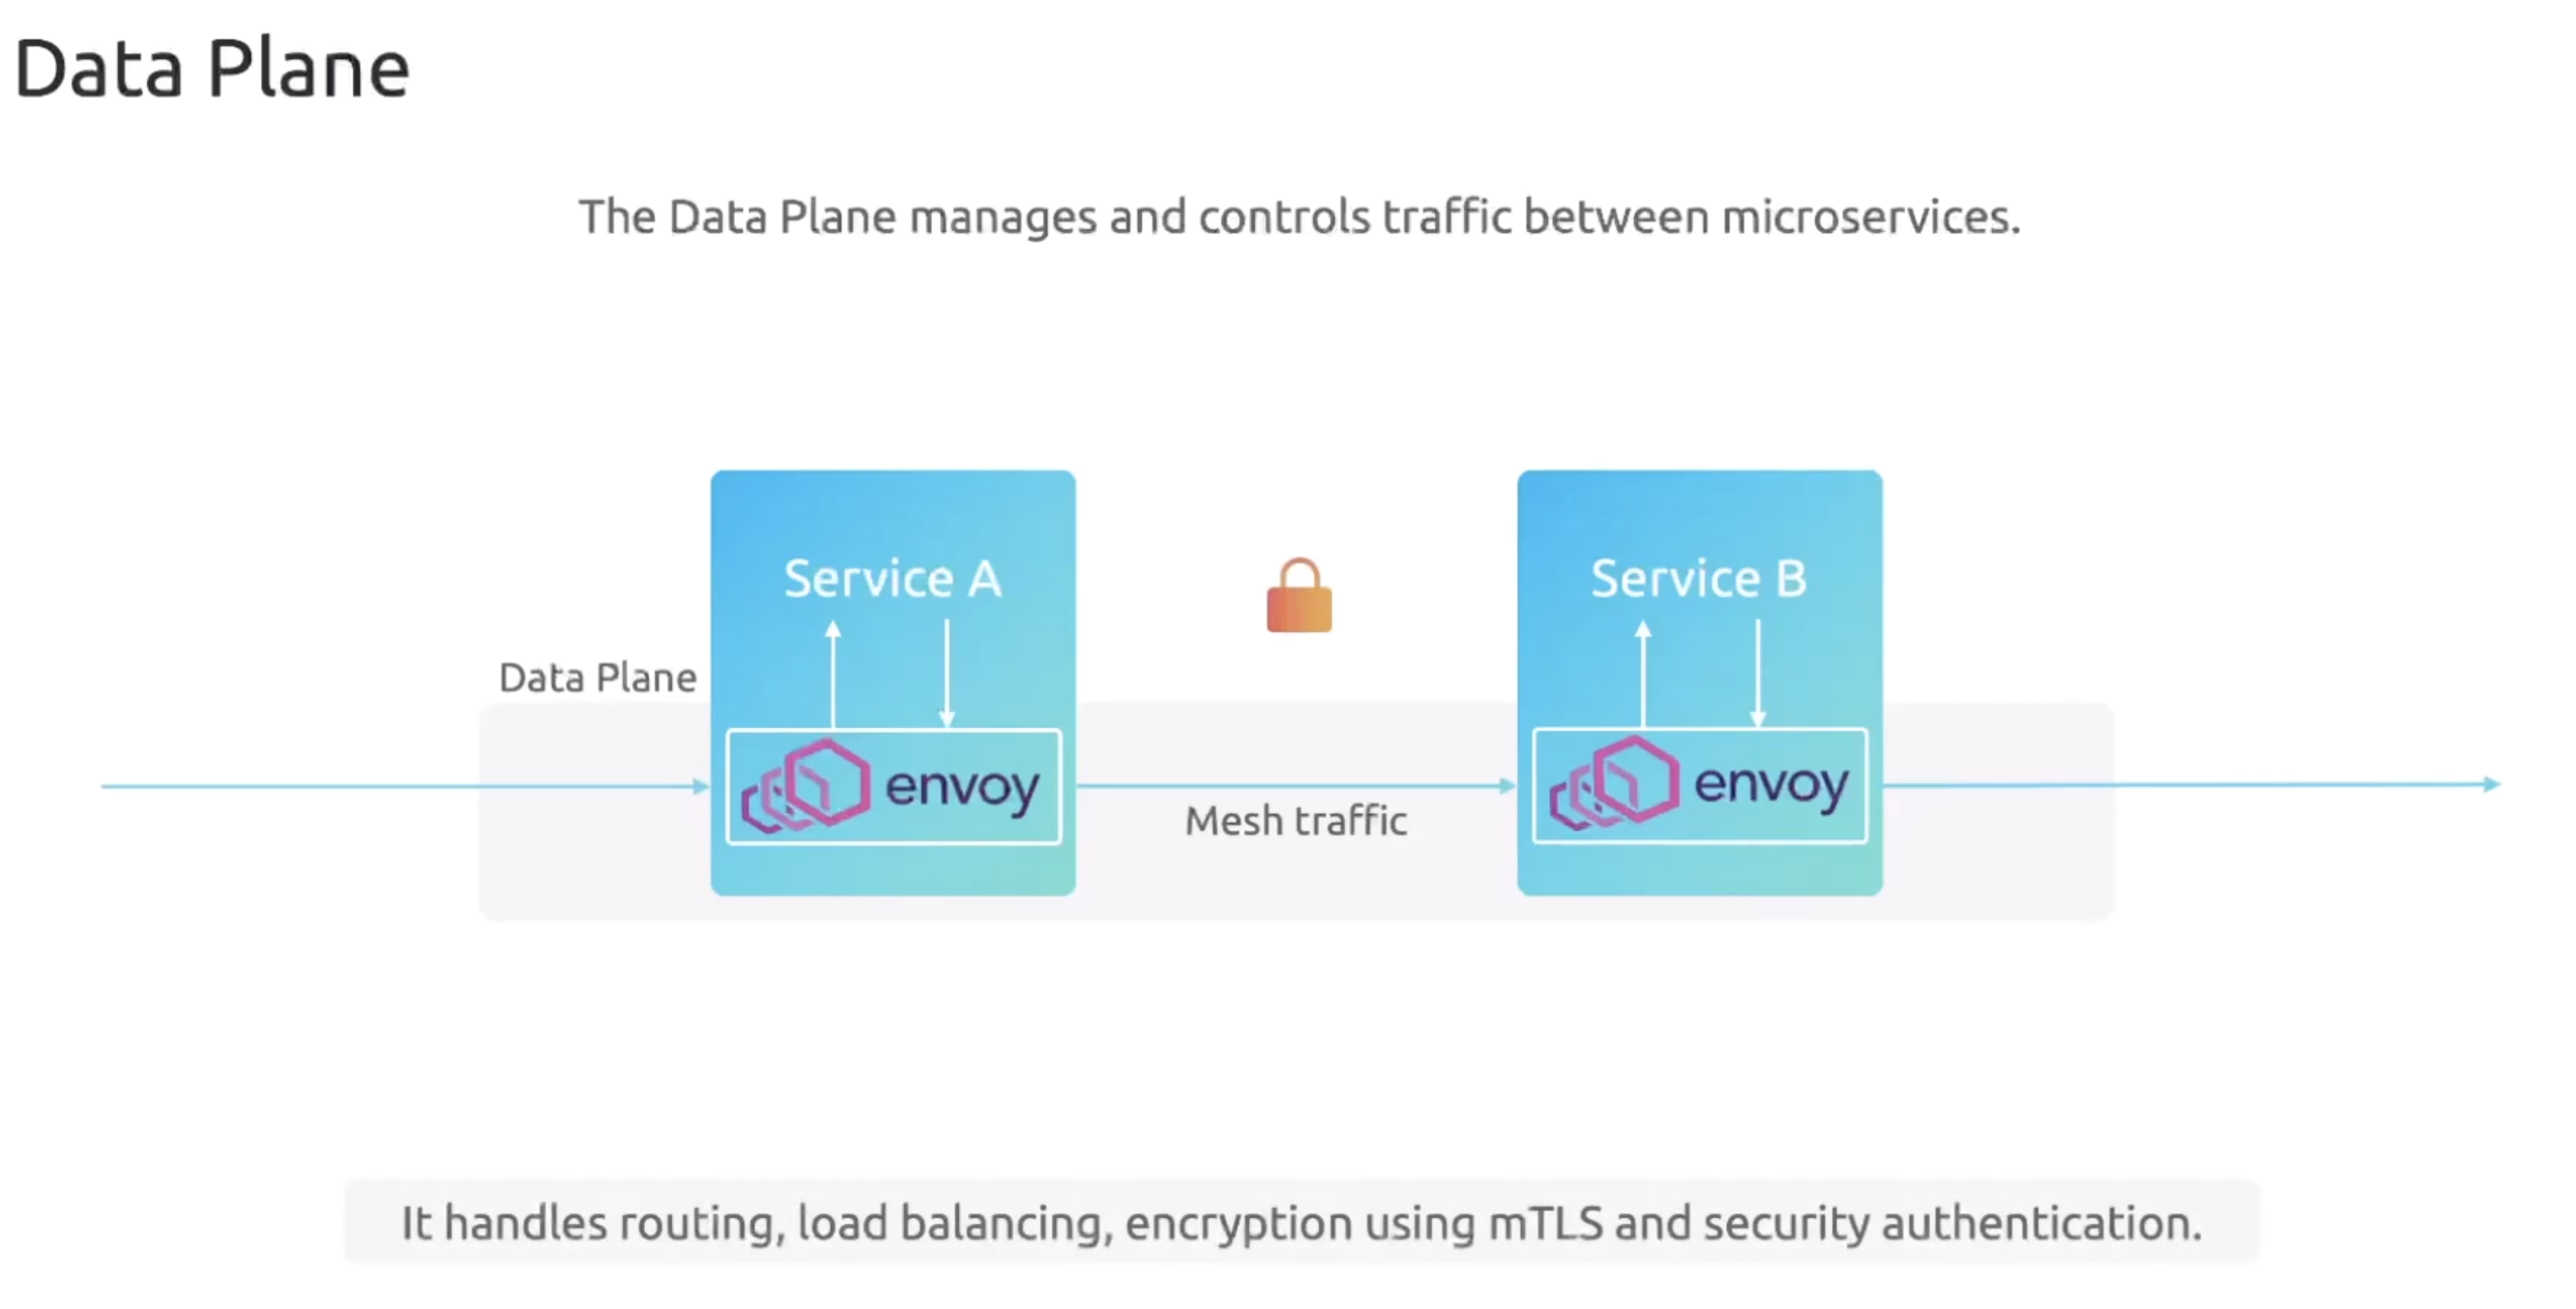 Data Plane
The Data Plane manages and controls traffic between microservices.
Service A
Service B
Data Plane
envoy
envoy
Mesh traffic
It handles routing, load balancing, encryption using mTLS and security authentication.